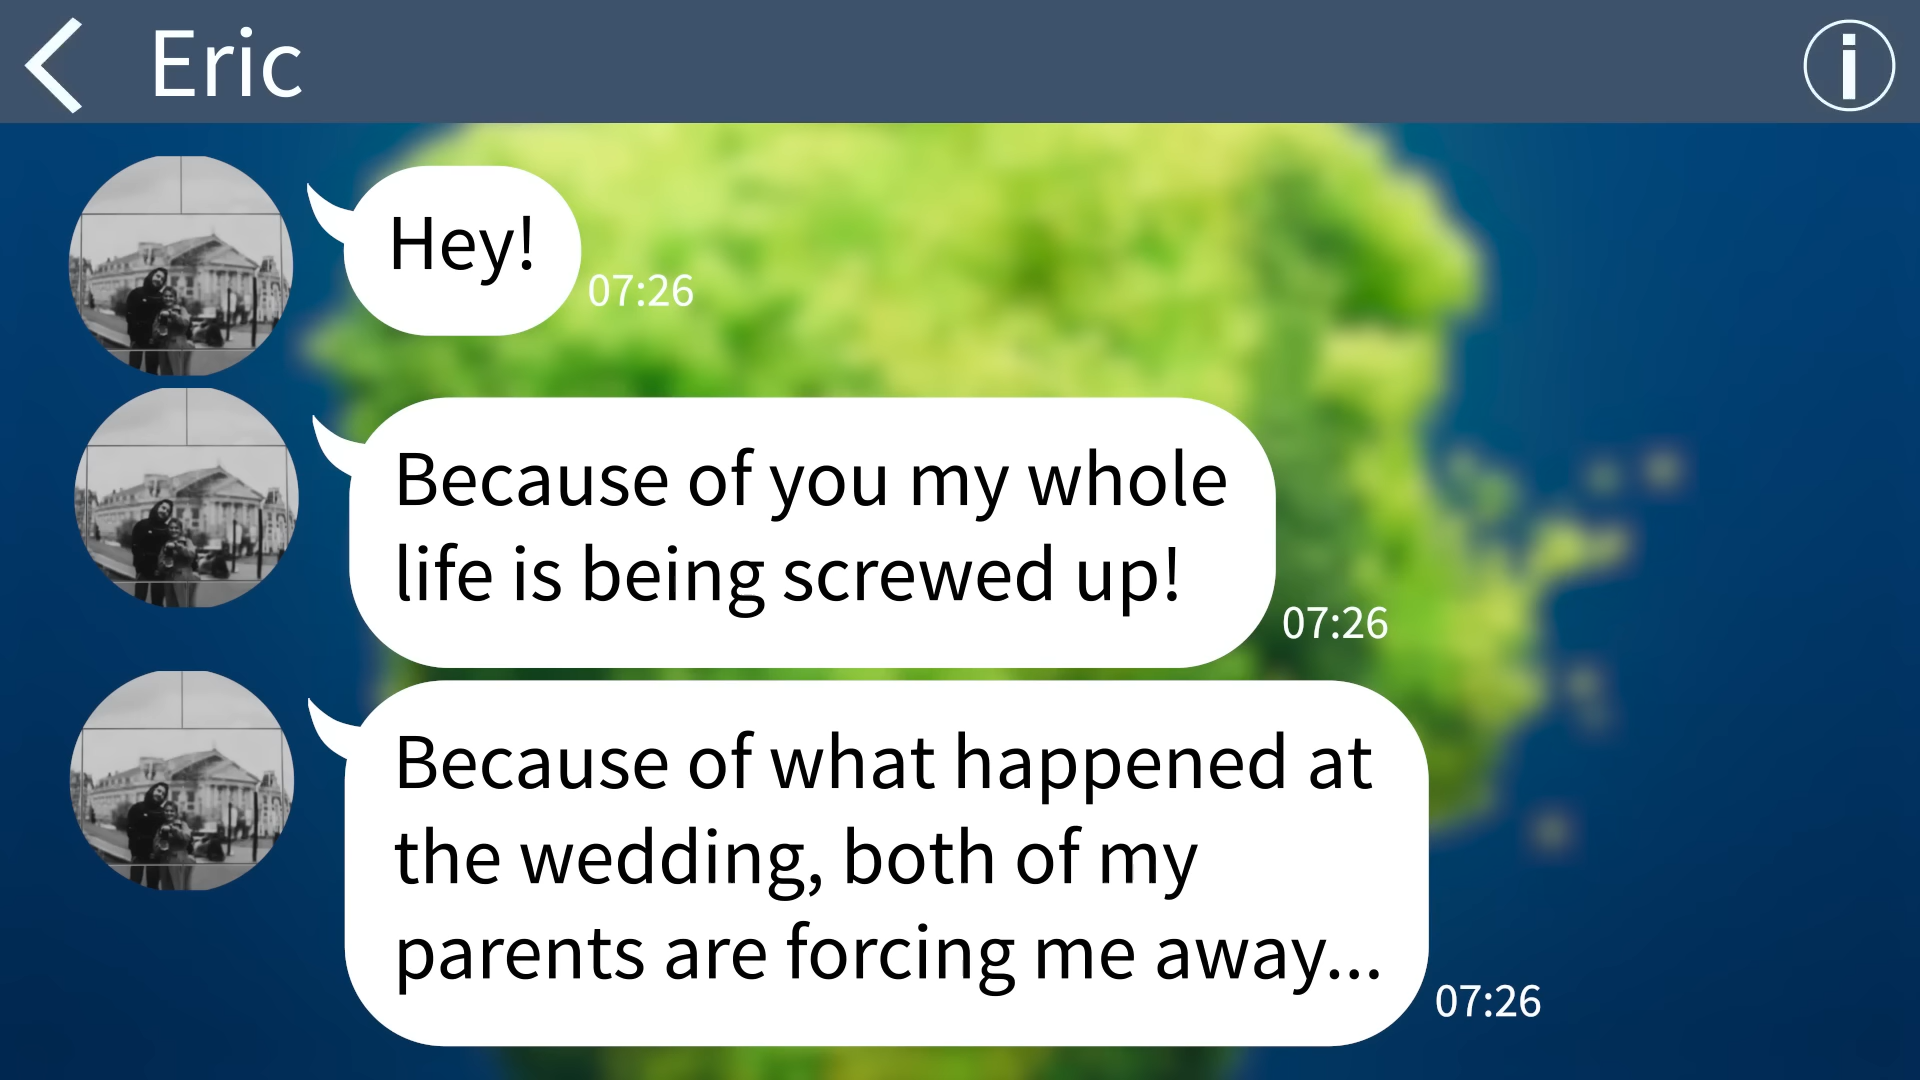 Eric
Hey!
07:26
Because of you my whole
life is being screwed up!
07:26
Because of what happened at
the wedding, both of my
parents are forcing me away...
07:26